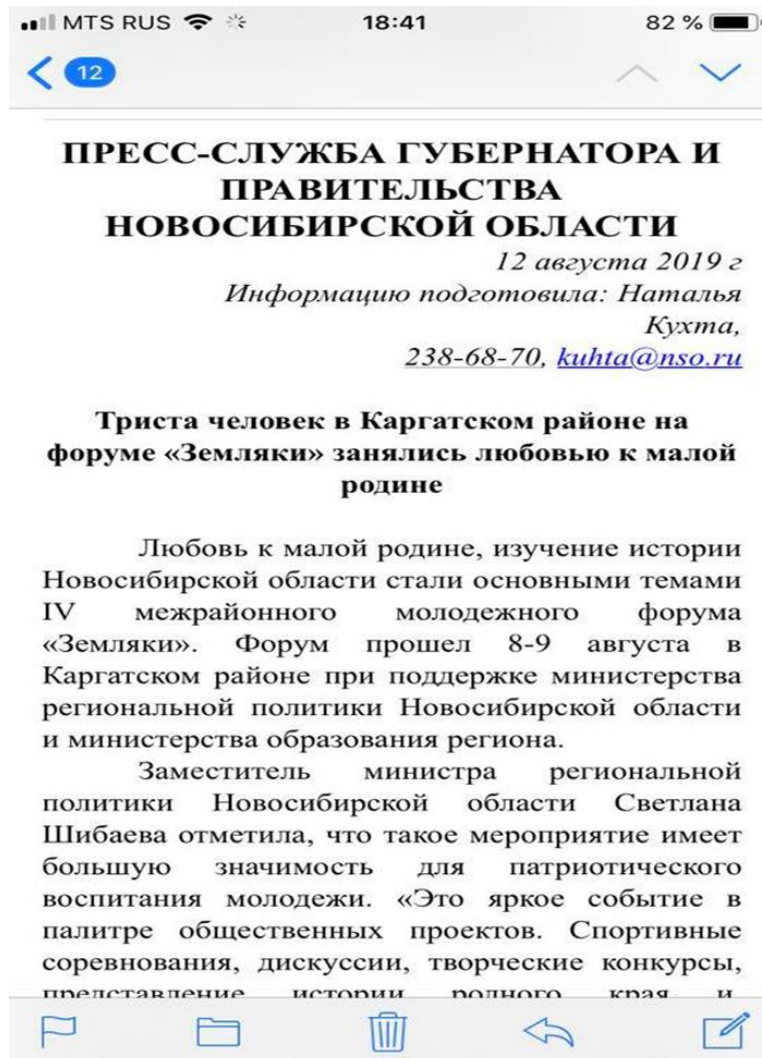 MTS RUS 18:41 82 %
12
ПРЕСС-СЛУЖБА ГУБЕРНАТОРА И
ПРАВИТЕЛЬСТВА
НОВОСИБИРСКОЙ ОБЛАСТИ
12 августа 2019 г
Информацию подготовила: Наталья
Кухта,
238-68-70, kuhta@nso.ru
Триста человек в Каргатском районе на
форуме «Земляки» занялись любовью к малой
родине
Любовь к малой родине, изучение истории
Новосибирской области стали основными темами
IV межрайонного молодежного форума
«Земляки». Форум прошел 8-9 августа в
Каргатском районе при поддержке министерства
региональной политики Новосибирской области
и министерства образования региона.
Заместитель министра региональной
политики Новосибирской области Светлана
Шибаева отметила, что такое мероприятие имеет
большую значимость для патриотического
воспитания молодежи. «Это яркое событие в
палитре общественных проектов. Спортивные
соревнования, дискуссии, творческие конкурсы,
представление истории родного края и